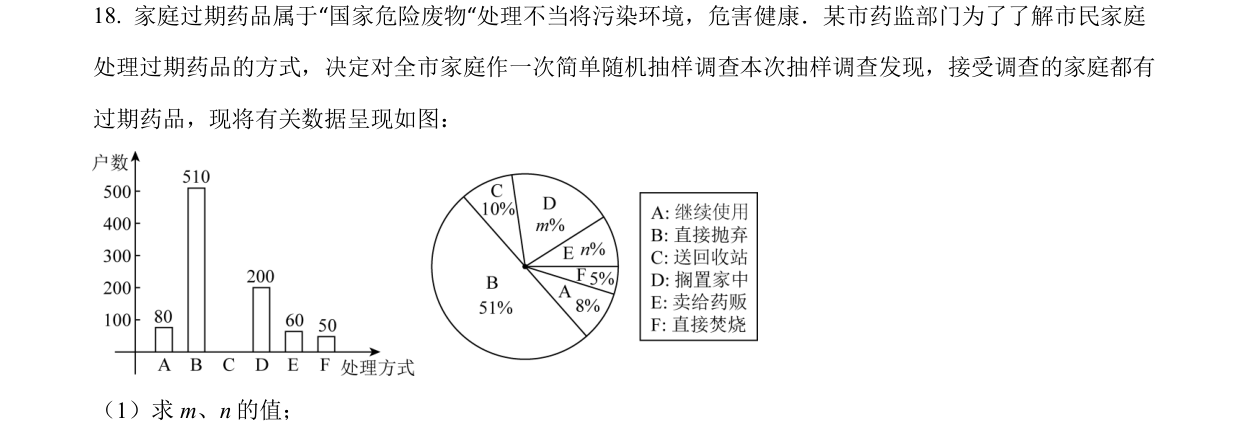 18. 家庭过期药品属于“国家危险废物“处理不当将污染环境，危害健康．某市药监部门为了了解市民家庭
处理过期药品的方式，决定对全市家庭作一次简单随机抽样调查本次抽样调查发现，接受调查的家庭都有
过期药品，现将有关数据呈现如图：
户数
500
400
300
200
100
80
510
200
60
50
A B C D E F 处理方式
C
10%
D
m%
E n%
F 5%
A
8%
B
51%
A: 继续使用
B: 直接抛弃
C: 送回收站
D: 搁置家中
E: 卖给药贩
F: 直接焚烧
（1）求 m、n 的值；